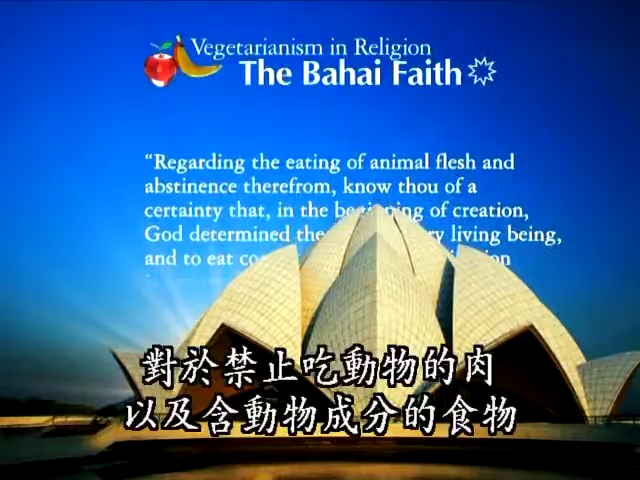 Vegetarianism in Religion
The Bahai Faith
“Regarding the eating of animal flesh and
abstinence therefrom, know thou of a
certainty that, in the beginning of creation,
God determined the living being,
and to eat
對於禁止吃動物的肉
以及含動物成分的食物